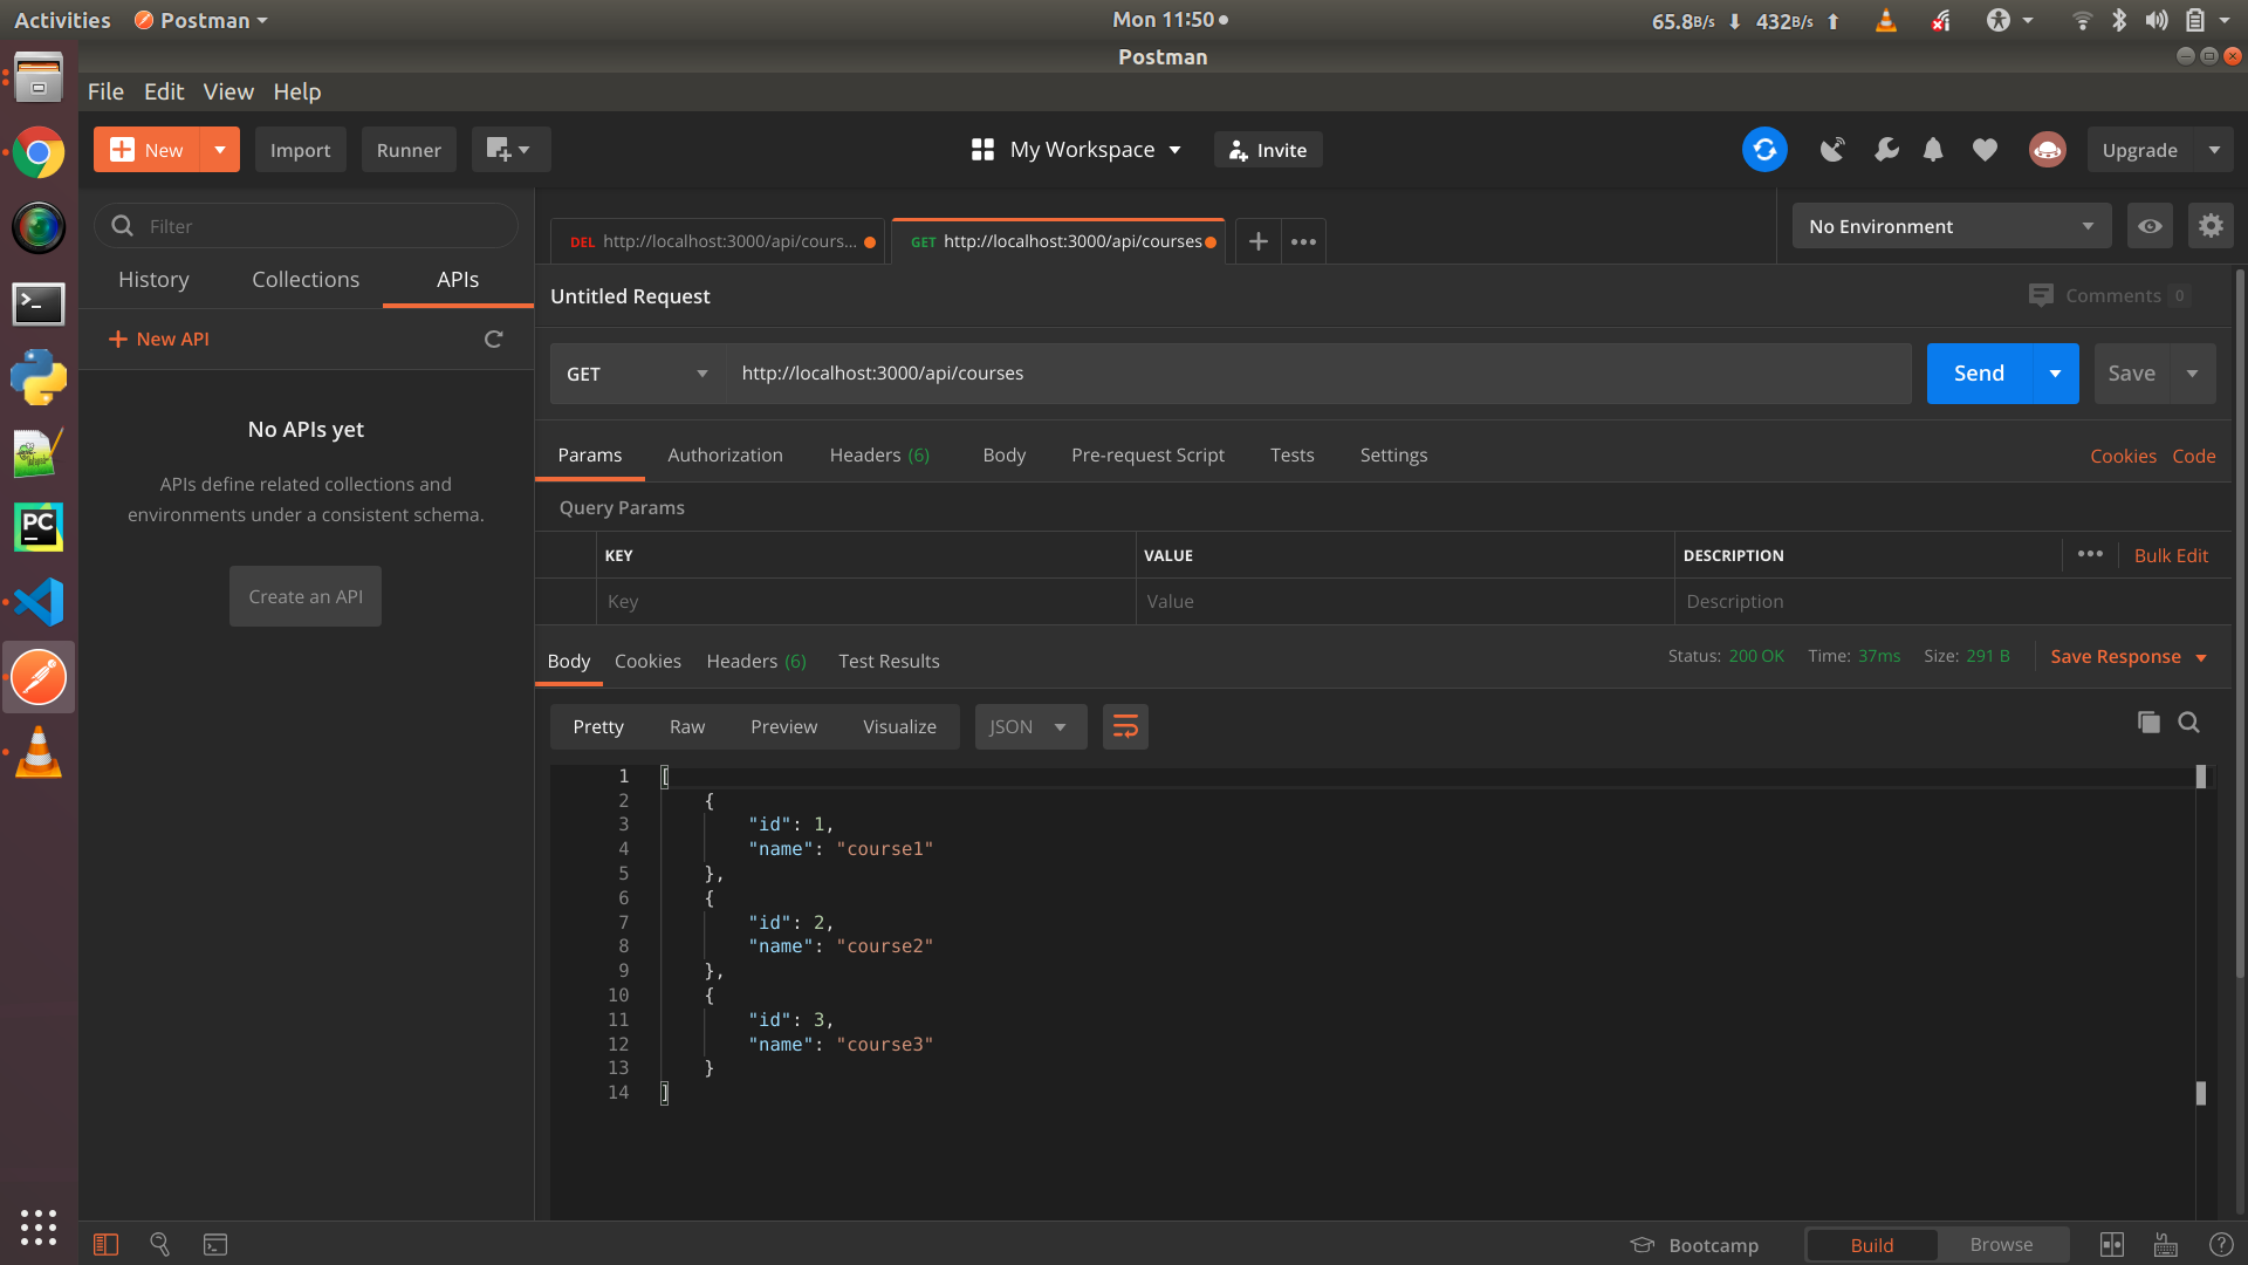 Activities Postman Mon 11:50 65.8B/s 432B/s
Postman
File Edit View Help
New Import Runner My Workspace Invite Upgrade
Filter
DEL http://localhost:3000/api/cours... GET http://localhost:3000/api/courses + ••• No Environment
History Collections APIs
Untitled Request Comments 0
+ New API
GET http://localhost:3000/api/courses Send Save
No APIs yet
APIs define related collections and
environments under a consistent schema.
Create an API
Params Authorization Headers (6) Body Pre-request Script Tests Settings Cookies Code
Query Params
KEY VALUE DESCRIPTION ••• Bulk Edit
Key Value Description
Body Cookies Headers (6) Test Results Status: 200 OK Time: 37ms Size: 291 B Save Response
Pretty Raw Preview Visualize JSON
1 [
2 {
3 "id": 1,
4 "name": "course1"
5 },
6 {
7 "id": 2,
8 "name": "course2"
9 },
10 {
11 "id": 3,
12 "name": "course3"
13 }
14 ]
PC
Bootcamp Build Browse